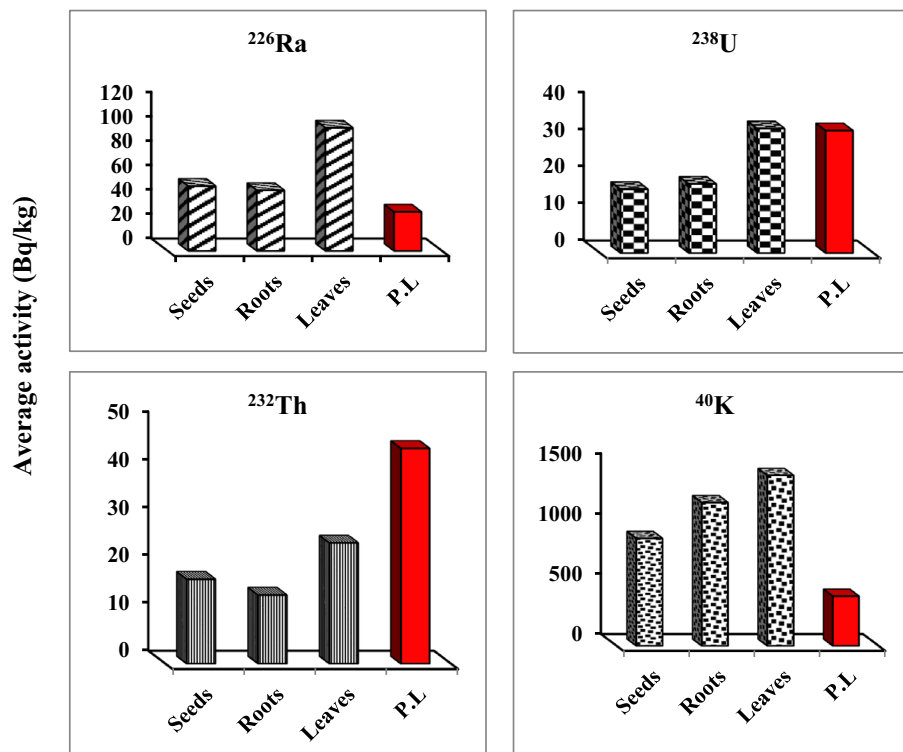 Average activity (Bq/kg)
²²⁶Ra
120
100
80
60
40
20
0
Seeds
Roots
Leaves
P.L
²³⁸U
40
30
20
10
0
Seeds
Roots
Leaves
P.L
²³²Th
50
40
30
20
10
0
Seeds
Roots
Leaves
P.L
⁴⁰K
1500
1000
500
0
Seeds
Roots
Leaves
P.L